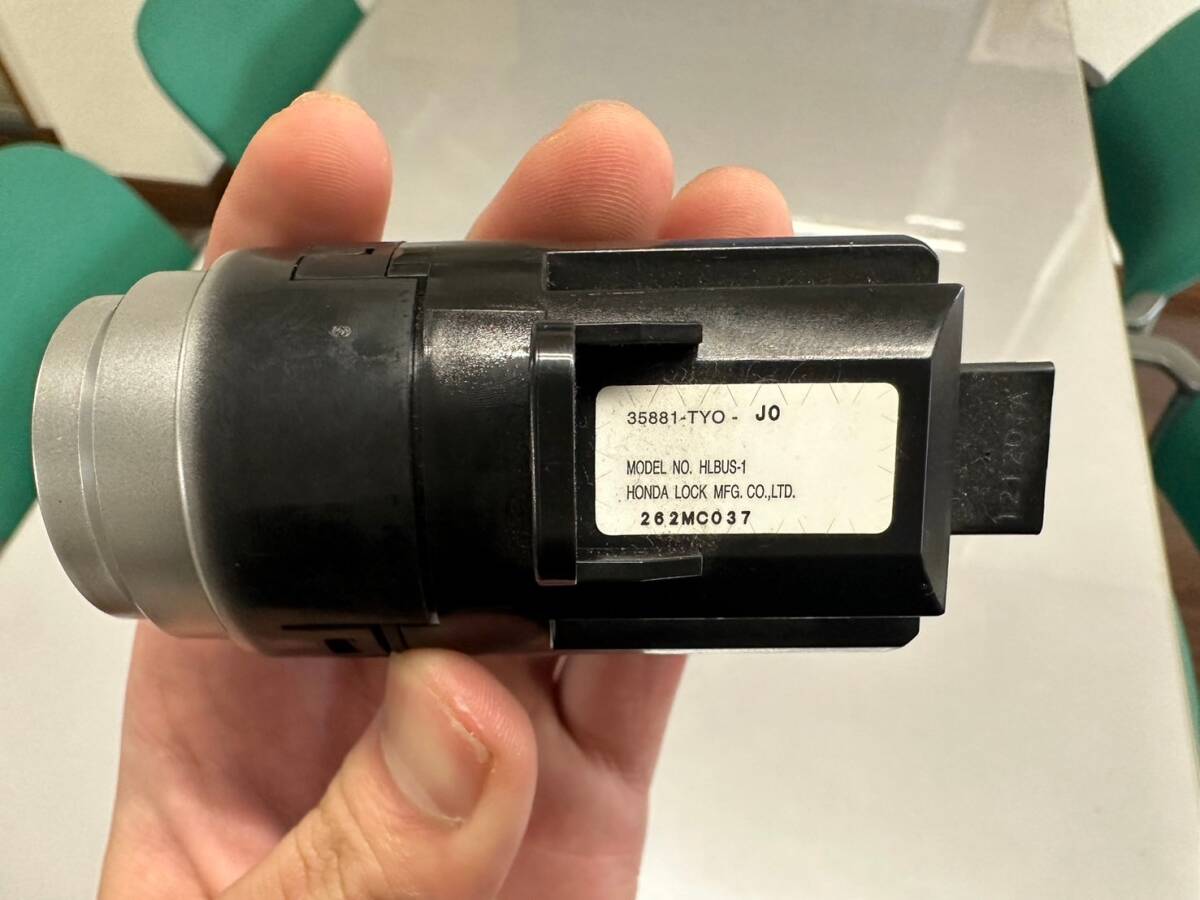 35881-TYO - J0
MODEL NO. HLBUS-1
HONDA LOCK MFG. CO.,LTD.
262MC037